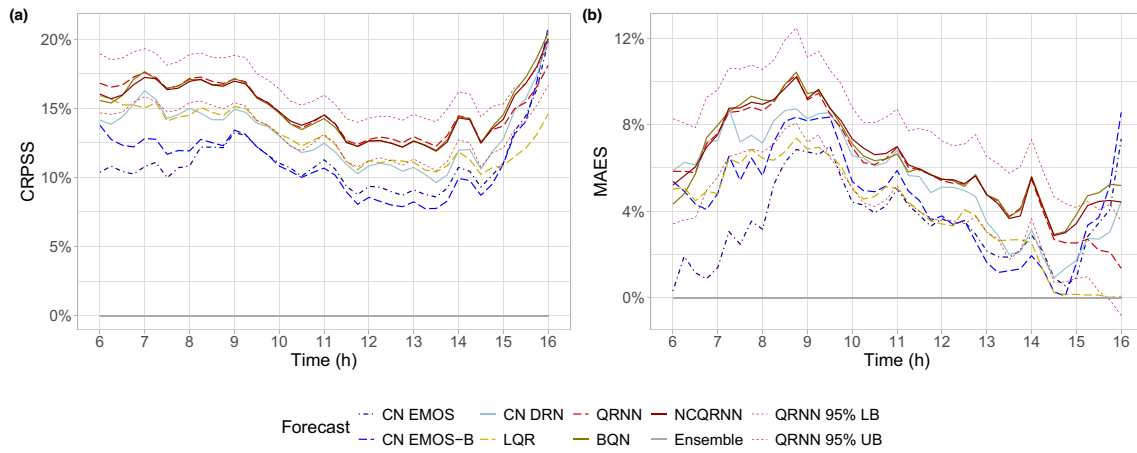 (a)
CRPSS
20%
15%
10%
5%
0%
6 7 8 9 10 11 12 13 14 15 16
Time (h)
(b)
MAES
12%
8%
4%
0%
6 7 8 9 10 11 12 13 14 15 16
Time (h)
Forecast
CN EMOS CN DRN QRNN NCQRNN QRNN 95% LB
CN EMOS−B LQR BQN Ensemble QRNN 95% UB